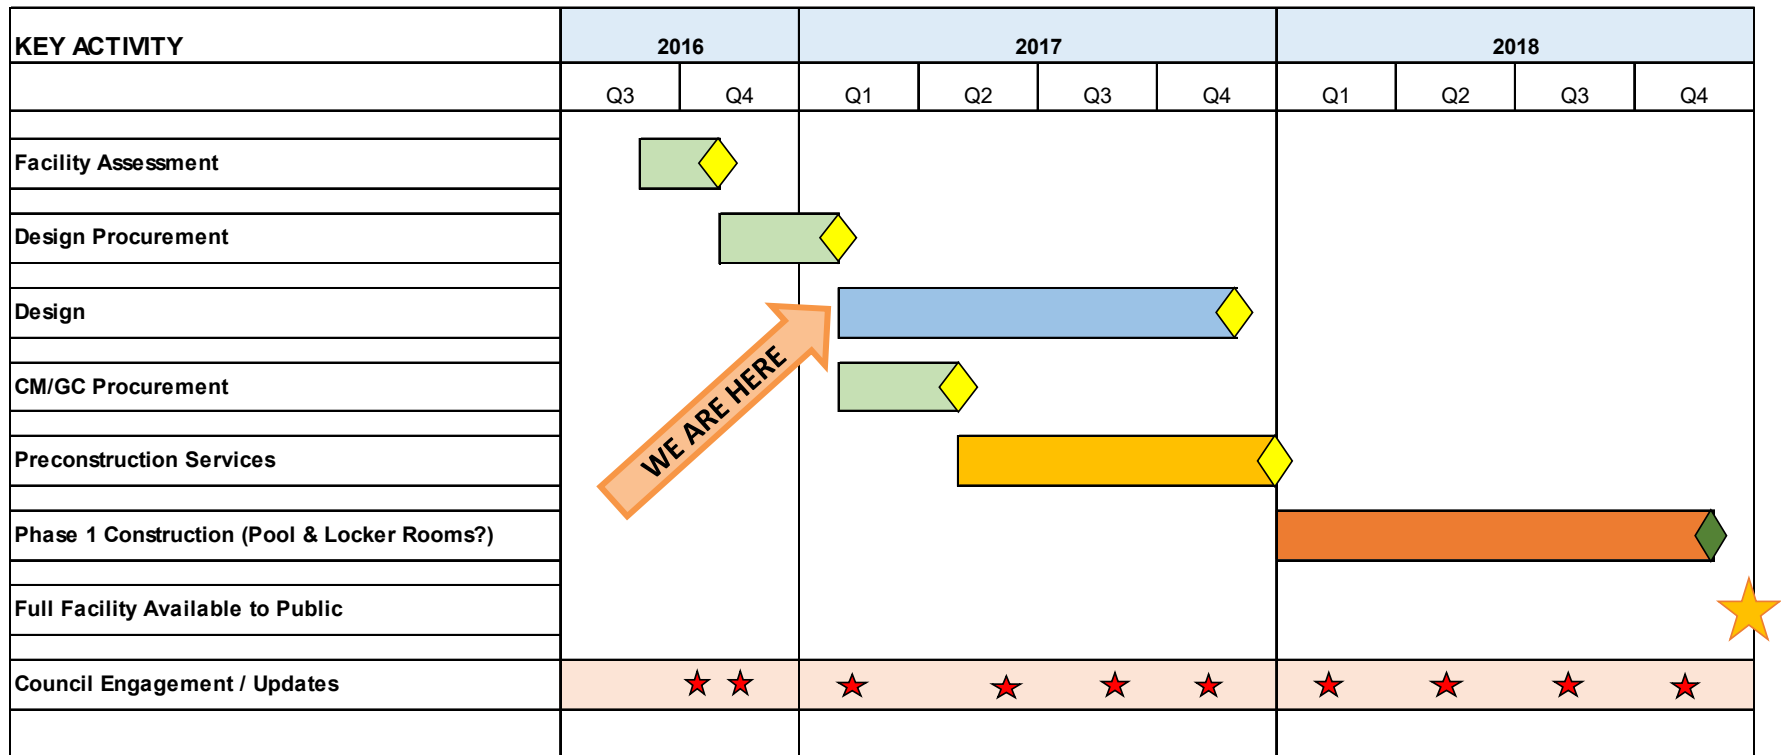 KEY ACTIVITY 2016 2017 2018
Q3 Q4 Q1 Q2 Q3 Q4 Q1 Q2 Q3 Q4
Facility Assessment
Design Procurement
Design
CM/GC Procurement
WE ARE HERE
Preconstruction Services
Phase 1 Construction (Pool & Locker Rooms?)
Full Facility Available to Public
Council Engagement / Updates